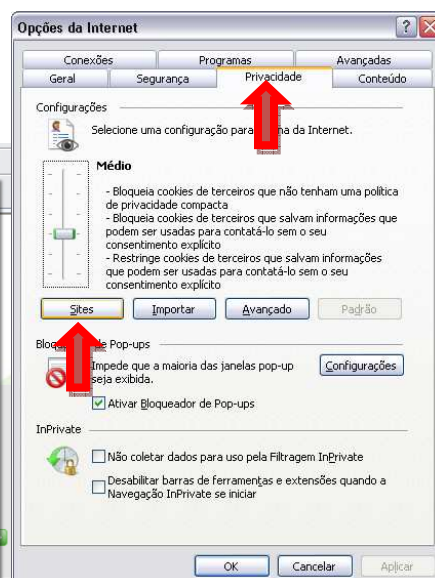 Opções da Internet
Conexões Programas Avançadas
Geral Segurança Privacidade Conteúdo
Configurações
Selecione uma configuração para da Internet.
Médio
- Bloqueia cookies de terceiros que não tenham uma política
de privacidade compacta
- Bloqueia cookies de terceiros que salvam informações que
podem ser usadas para contatá-lo sem o seu
consentimento explícito
- Restringe cookies de terceiros que salvam informações
que podem ser usadas para contatá-lo sem o seu
consentimento explícito
Sites Importar Avançado Padrão
de Pop-ups
Impede que a maioria das janelas pop-up
seja exibida.
Configurações
Ativar Bloqueador de Pop-ups
InPrivate
Não coletar dados para uso pela Filtragem InPrivate
Desabilitar barras de ferramentas e extensões quando a
Navegação InPrivate se iniciar
OK Cancelar Aplicar